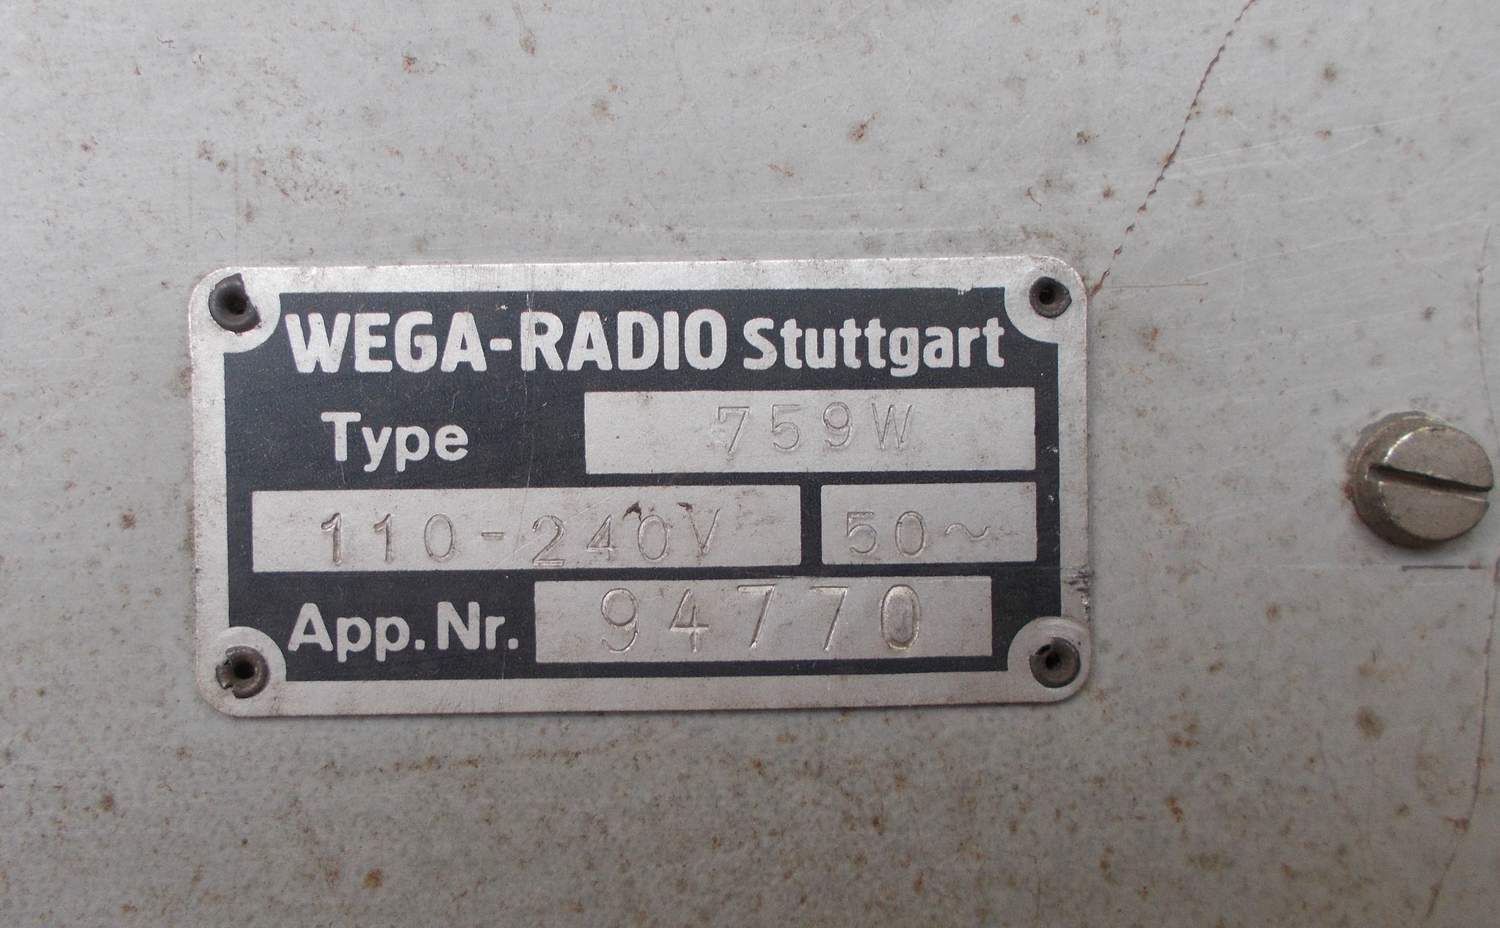 WEGA-RADIO Stuttgart
Type 759W
110-240V 50~
App. Nr. 94770